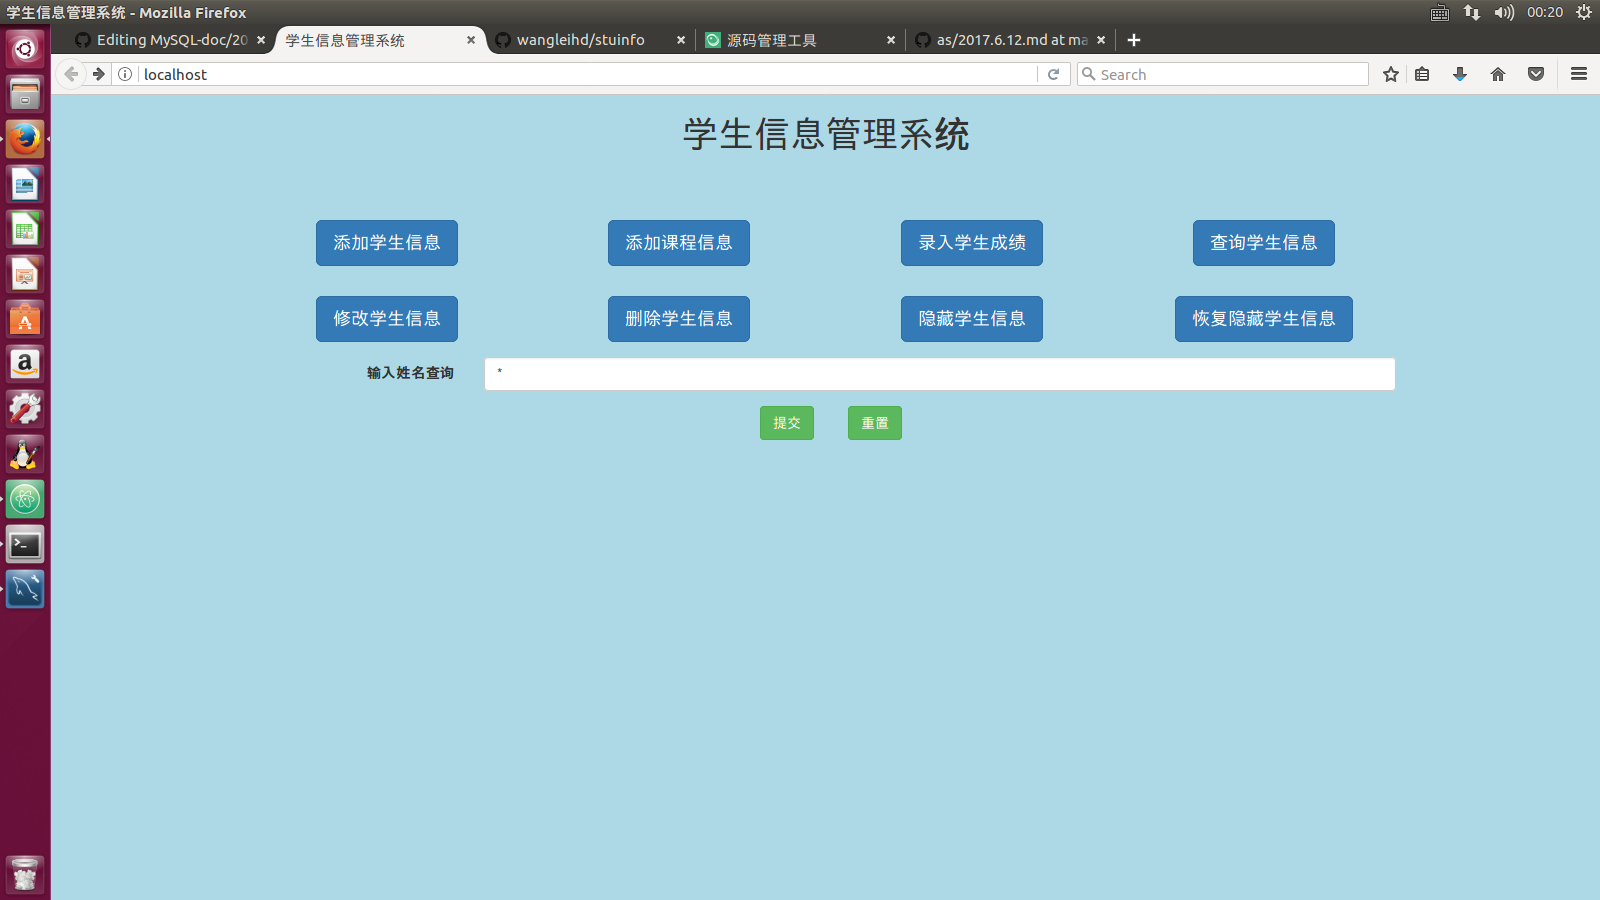 学生信息管理系统 - Mozilla Firefox
00:20
Editing MySQL-doc/20
学生信息管理系统
wangleihd/stuinfo
源码管理工具
as/2017.6.12.md at ma
localhost
Search
学生信息管理系统
添加学生信息
添加课程信息
录入学生成绩
查询学生信息
修改学生信息
删除学生信息
隐藏学生信息
恢复隐藏学生信息
输入姓名查询
*
提交
重置